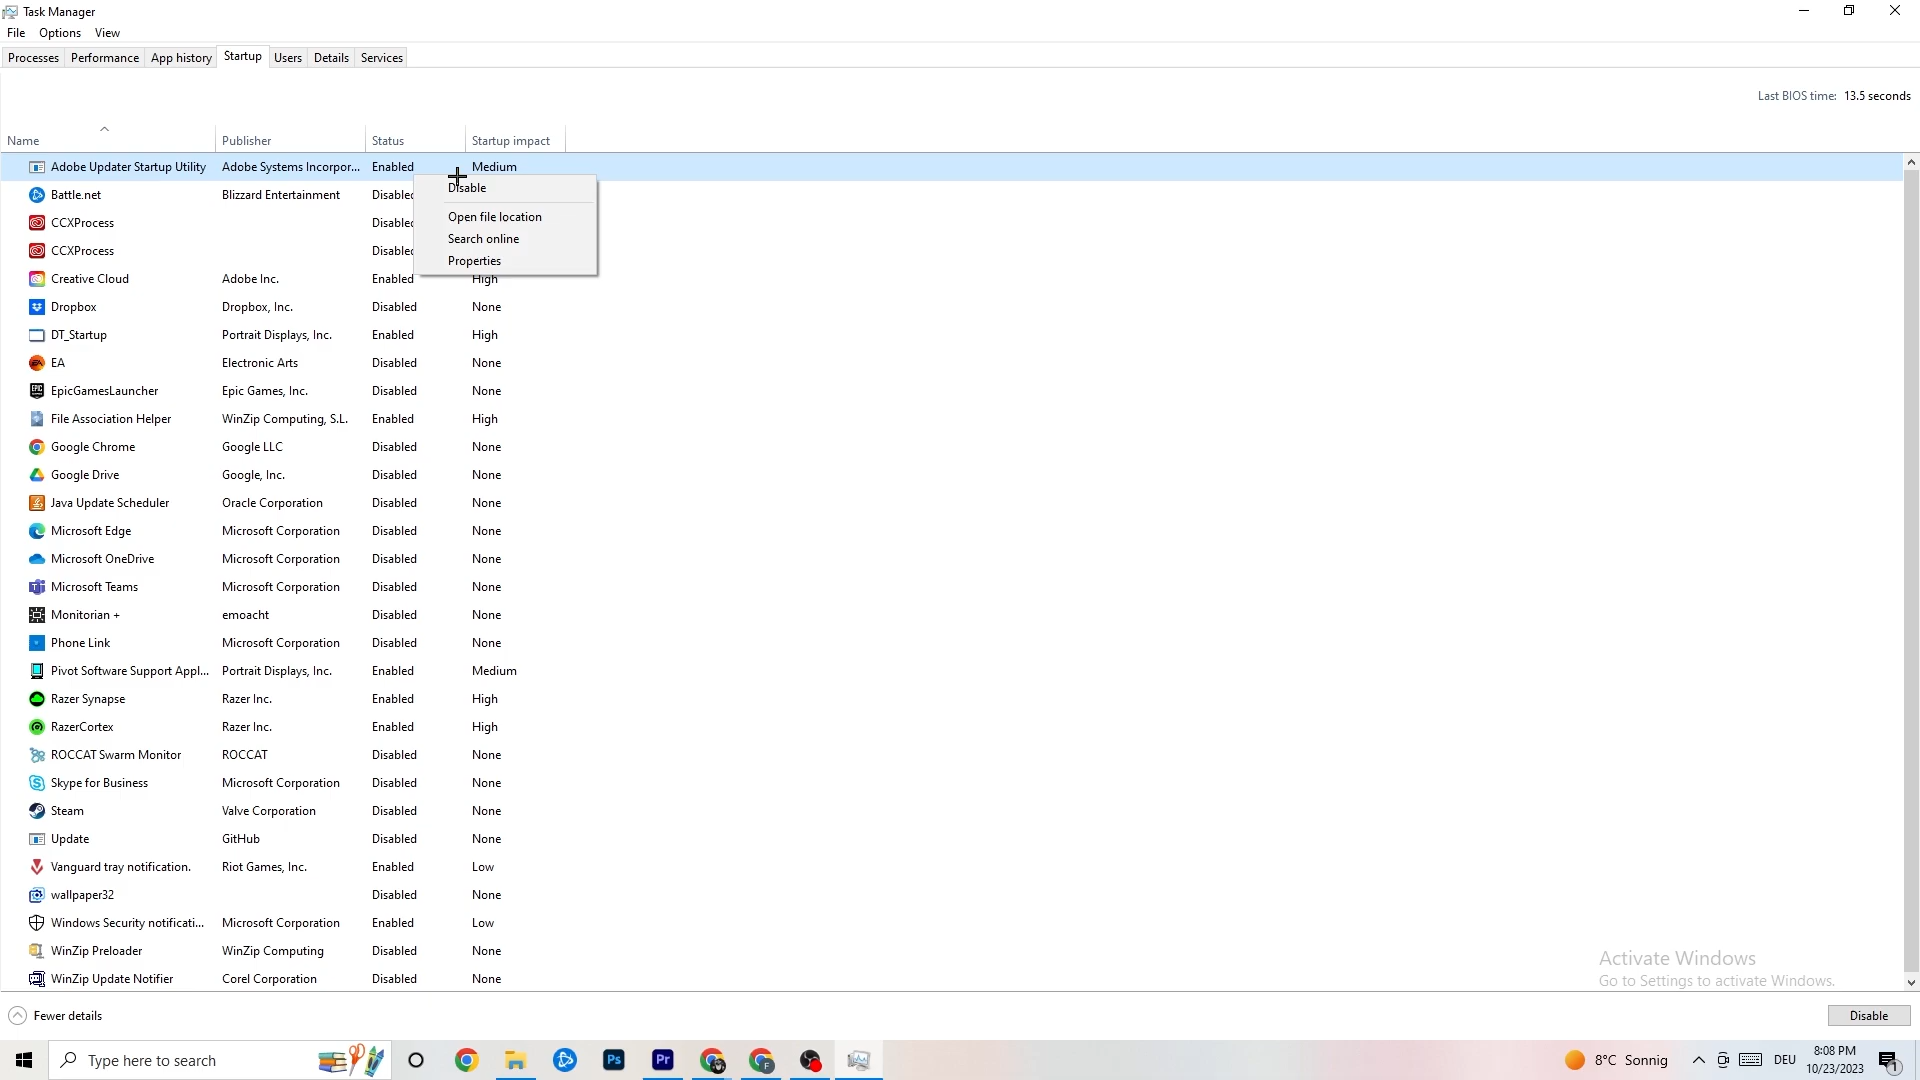 Task Manager
File Options View
Processes Performance App history Startup Users Details Services
Last BIOS time: 13.5 seconds
Name Publisher Status Startup impact
Adobe Updater Startup Utility Adobe Systems Incorpor... Enabled Medium
Battle.net Blizzard Entertainment Disabled
CCXProcess Disabled
CCXProcess Disabled
Disable
Open file location
Search online
Properties
Creative Cloud Adobe Inc. Enabled High
Dropbox Dropbox, Inc. Disabled None
DT_Startup Portrait Displays, Inc. Enabled High
EA Electronic Arts Disabled None
EpicGamesLauncher Epic Games, Inc. Disabled None
File Association Helper WinZip Computing, S.L. Enabled High
Google Chrome Google LLC Disabled None
Google Drive Google, Inc. Disabled None
Java Update Scheduler Oracle Corporation Disabled None
Microsoft Edge Microsoft Corporation Disabled None
Microsoft OneDrive Microsoft Corporation Disabled None
Microsoft Teams Microsoft Corporation Disabled None
Monitorian + emoacht Disabled None
Phone Link Microsoft Corporation Disabled None
Pivot Software Support Appl... Portrait Displays, Inc. Enabled Medium
Razer Synapse Razer Inc. Enabled High
RazerCortex Razer Inc. Enabled High
ROCCAT Swarm Monitor ROCCAT Disabled None
Skype for Business Microsoft Corporation Disabled None
Steam Valve Corporation Disabled None
Update GitHub Disabled None
Vanguard tray notification. Riot Games, Inc. Enabled Low
wallpaper32 Disabled None
Windows Security notificati... Microsoft Corporation Enabled Low
WinZip Preloader WinZip Computing Disabled None
WinZip Update Notifier Corel Corporation Disabled None
Activate Windows
Go to Settings to activate Windows.
Fewer details Disable
Type here to search Ps Pr F 8°C Sonnig DEU 8:08 PM
10/23/2023 1